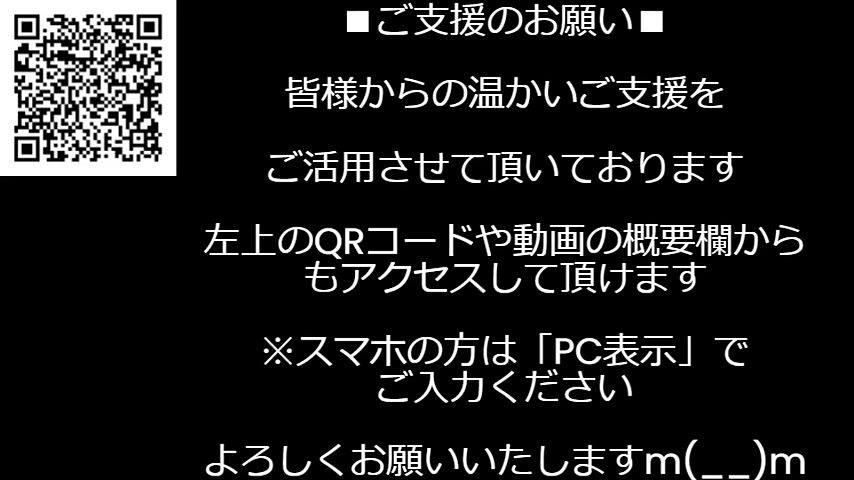 ■ご支援のお願い■
皆様からの温かいご支援を
ご活用させて頂いております
左上のQRコードや動画の概要欄から
もアクセスして頂けます
※スマホの方は「PC表示」で
ご入力ください
よろしくお願いいたしますm(__)m